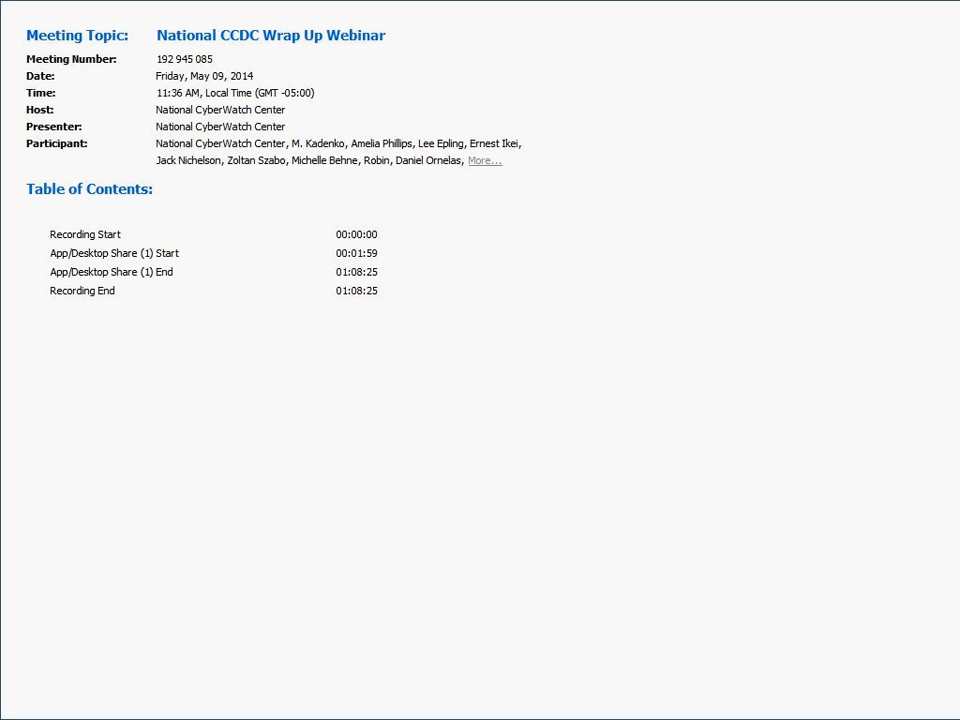 Meeting Topic: National CCDC Wrap Up Webinar
Meeting Number: 192 945 085
Date: Friday, May 09, 2014
Time: 11:36 AM, Local Time (GMT -05:00)
Host: National CyberWatch Center
Presenter: National CyberWatch Center
Participant: National CyberWatch Center, M. Kadenko, Amelia Phillips, Lee Epling, Ernest Ikei,
Jack Nichelson, Zoltan Szabo, Michelle Behne, Robin, Daniel Ornelas, More...
Table of Contents:
Recording Start 00:00:00
App/Desktop Share (1) Start 00:01:59
App/Desktop Share (1) End 01:08:25
Recording End 01:08:25